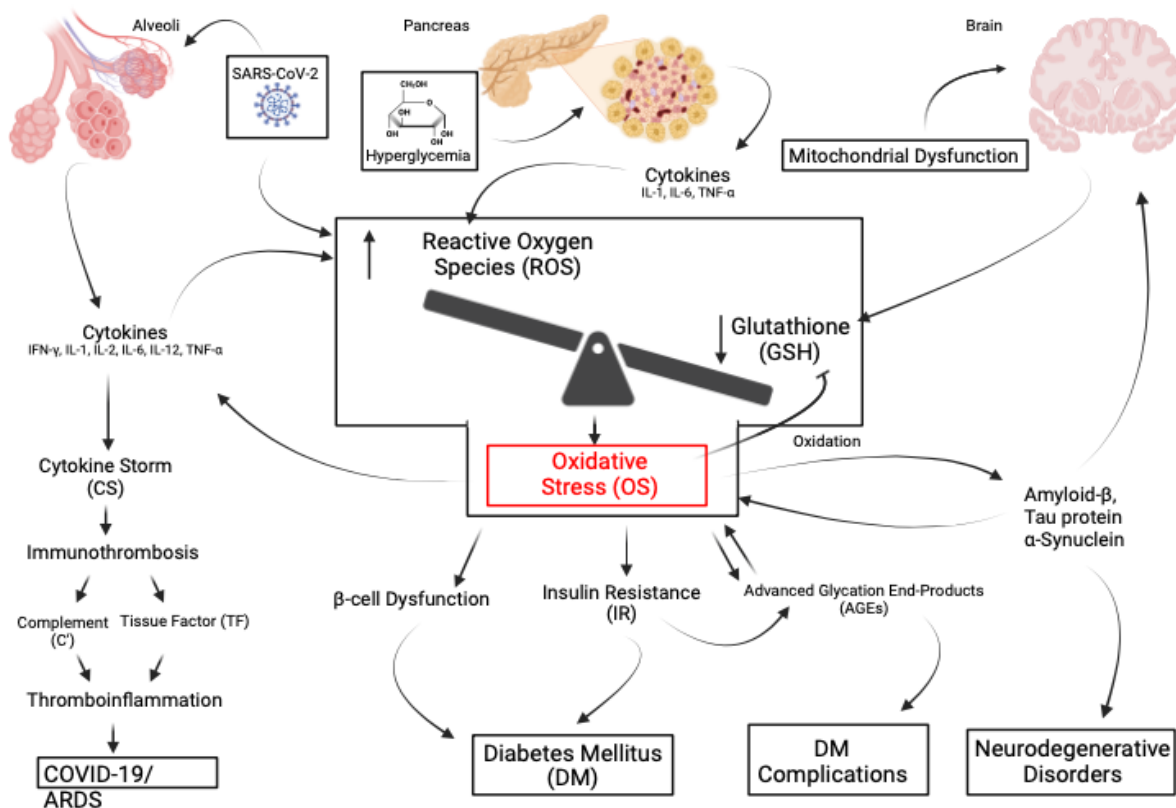 Alveoli
Pancreas
Brain
SARS-CoV-2
CH₂OH
O
OH
HO
OH
OH
Hyperglycemia
Mitochondrial Dysfunction
Cytokines
IL-1, IL-6, TNF-α
Reactive Oxygen
Species (ROS)
Glutathione
(GSH)
Cytokines
IFN-γ, IL-1, IL-2, IL-6, IL-12, TNF-α
Oxidation
Oxidative
Stress (OS)
Cytokine Storm
(CS)
Amyloid-β,
Tau protein
α-Synuclein
Immunothrombosis
β-cell Dysfunction
Insulin Resistance
(IR)
Advanced Glycation End-Products
(AGEs)
Complement
(C')
Tissue Factor (TF)
Thromboinflammation
COVID-19/
ARDS
Diabetes Mellitus
(DM)
DM
Complications
Neurodegenerative
Disorders